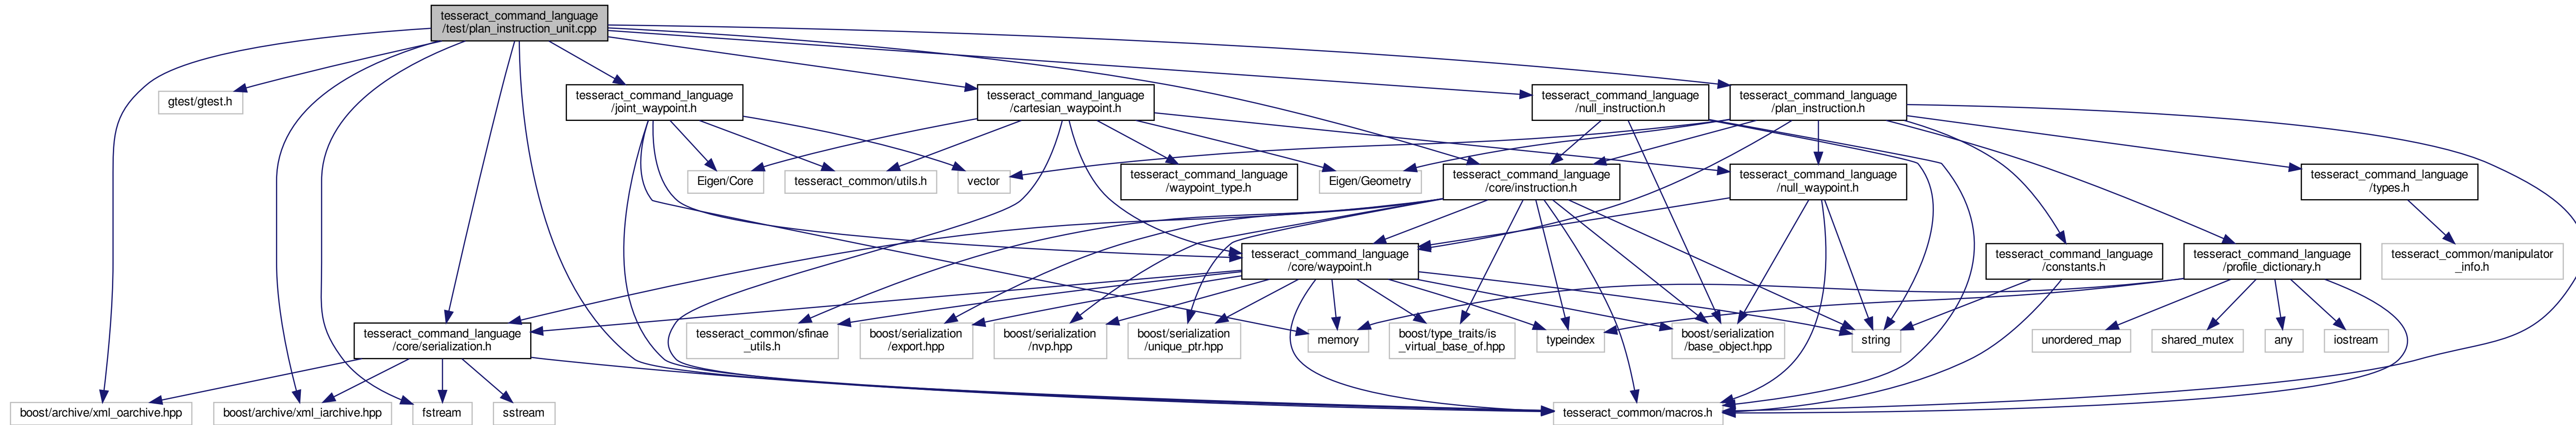 tesseract_command_language
/test/plan_instruction_unit.cpp
gtest/gtest.h
tesseract_command_language
/joint_waypoint.h
tesseract_command_language
/cartesian_waypoint.h
tesseract_command_language
/null_instruction.h
tesseract_command_language
/plan_instruction.h
Eigen/Core
tesseract_common/utils.h
vector
tesseract_command_language
/waypoint_type.h
Eigen/Geometry
tesseract_command_language
/core/instruction.h
tesseract_command_language
/null_waypoint.h
tesseract_command_language
/types.h
tesseract_command_language
/core/waypoint.h
tesseract_command_language
/constants.h
tesseract_command_language
/profile_dictionary.h
tesseract_common/manipulator
_info.h
tesseract_command_language
/core/serialization.h
tesseract_common/sfinae
_utils.h
boost/serialization
/export.hpp
boost/serialization
/nvp.hpp
boost/serialization
/unique_ptr.hpp
memory
boost/type_traits/is
_virtual_base_of.hpp
typeindex
boost/serialization
/base_object.hpp
string
unordered_map
shared_mutex
any
iostream
boost/archive/xml_oarchive.hpp
boost/archive/xml_iarchive.hpp
fstream
sstream
tesseract_common/macros.h